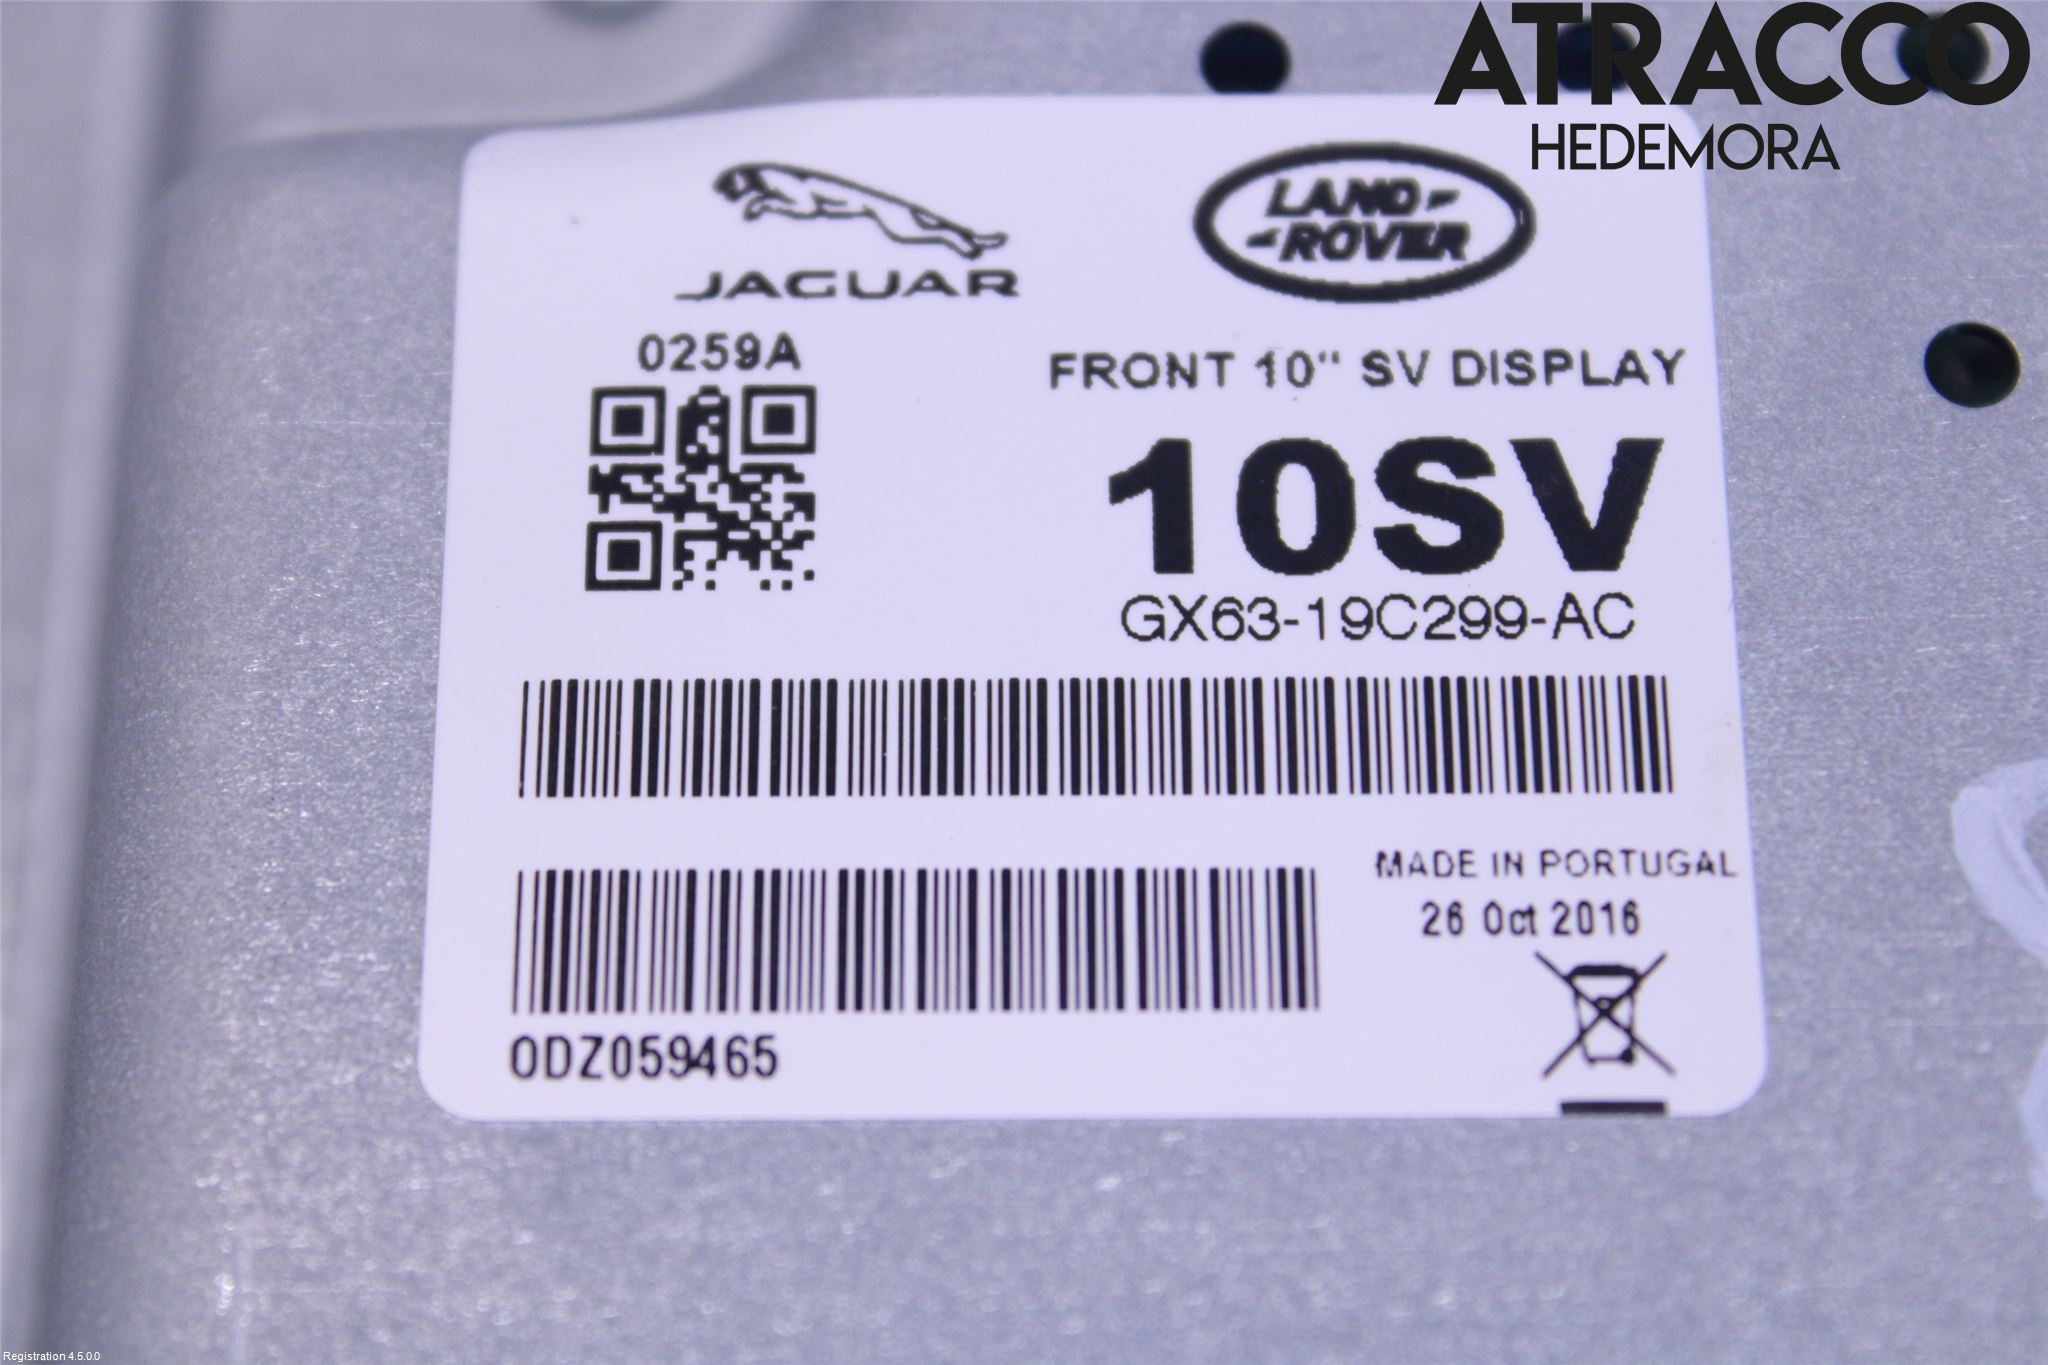 ATRACCO
HEDEMORA
JAGUAR
LAND
ROVER
0259A
FRONT 10" SV DISPLAY
10SV
GX63-19C299-AC
MADE IN PORTUGAL
26 Oct 2016
0DZ059465
Registration 4.5.0.0